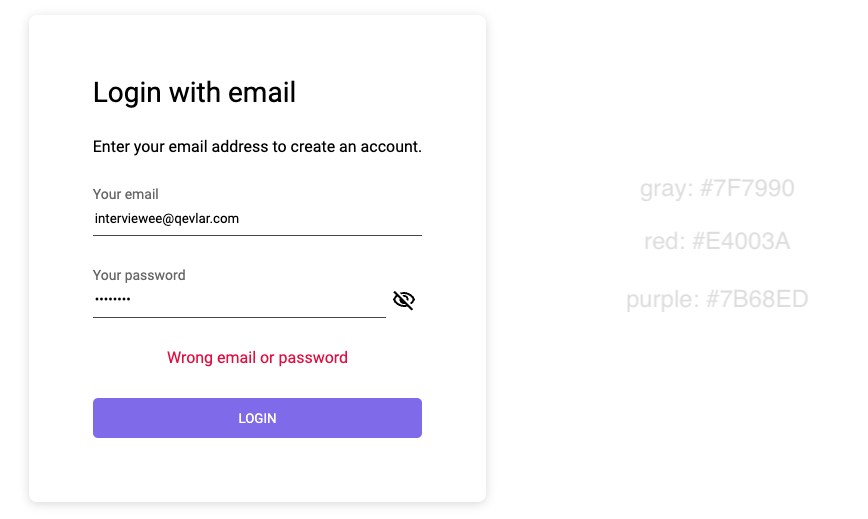 Login with email
Enter your email address to create an account.
Your email
interviewee@qevlar.com
Your password
••••••••
Wrong email or password
LOGIN
gray: #7F7990
red: #E4003A
purple: #7B68ED